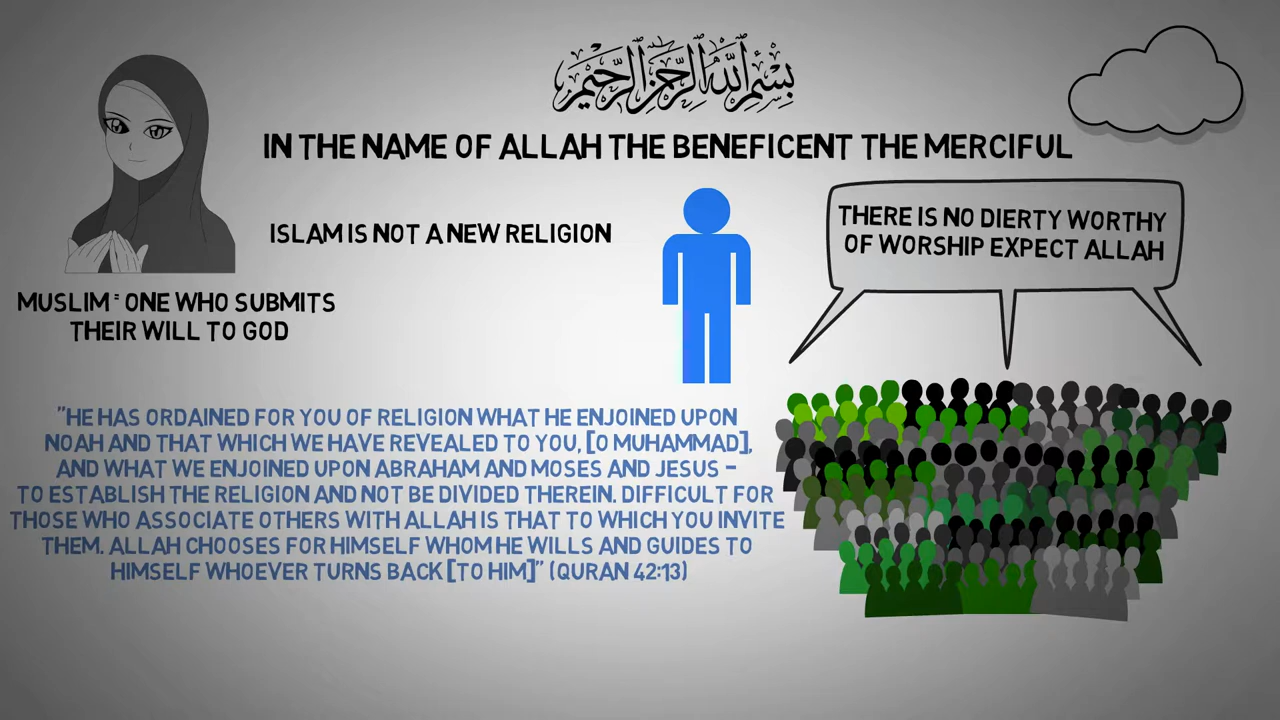 بسم الله الرحمن الرحيم
IN THE NAME OF ALLAH THE BENEFICENT THE MERCIFUL
ISLAM IS NOT A NEW RELIGION
THERE IS NO DIERTY WORTHY
OF WORSHIP EXPECT ALLAH
MUSLIM = ONE WHO SUBMITS
THEIR WILL TO GOD
"HE HAS ORDAINED FOR YOU OF RELIGION WHAT HE ENJOINED UPON
NOAH AND THAT WHICH WE HAVE REVEALED TO YOU, [O MUHAMMAD],
AND WHAT WE ENJOINED UPON ABRAHAM AND MOSES AND JESUS –
TO ESTABLISH THE RELIGION AND NOT BE DIVIDED THEREIN. DIFFICULT FOR
THOSE WHO ASSOCIATE OTHERS WITH ALLAH IS THAT TO WHICH YOU INVITE
THEM. ALLAH CHOOSES FOR HIMSELF WHOM HE WILLS AND GUIDES TO
HIMSELF WHOEVER TURNS BACK [TO HIM]" (QURAN 42:13)